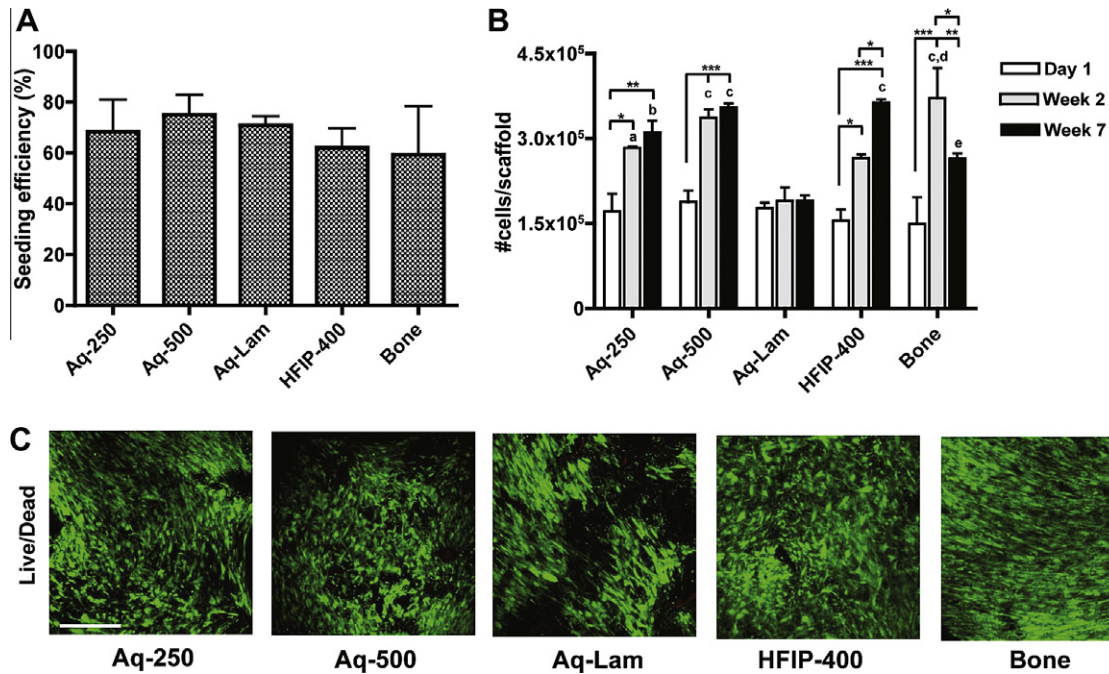 A
Seeding efficiency (%)
100
80
60
40
20
0
Aq-250
Aq-500
Aq-Lam
HFIP-400
Bone
B
#cells/scaffold
4.5x10⁵
3.0x10⁵
1.5x10⁵
0
*
**
a
b
***
c
c
*
***
*
c
*
***
**
c,d
e
Aq-250
Aq-500
Aq-Lam
HFIP-400
Bone
Day 1
Week 2
Week 7
C
Live/Dead
Aq-250
Aq-500
Aq-Lam
HFIP-400
Bone